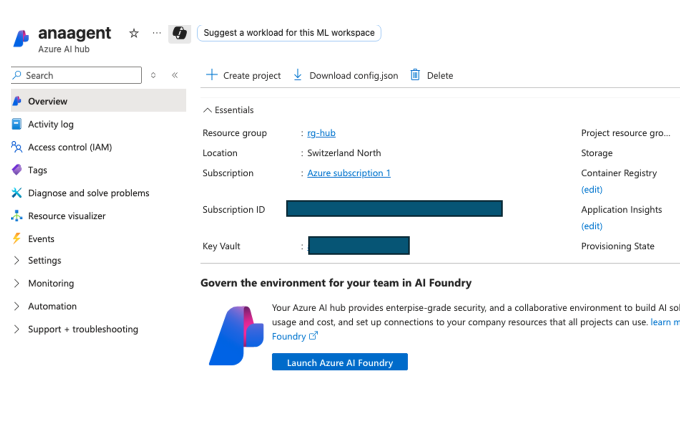 anaagent
Suggest a workload for this ML workspace
Azure AI hub
Search
Create project
Download config.json
Delete
Overview
Activity log
Access control (IAM)
Tags
Diagnose and solve problems
Resource visualizer
Events
Settings
Monitoring
Automation
Support + troubleshooting
Essentials
Resource group : rg-hub
Location : Switzerland North
Subscription : Azure subscription 1
Subscription ID
Key Vault :
Project resource gro...
Storage
Container Registry
(edit)
Application Insights
(edit)
Provisioning State
Govern the environment for your team in AI Foundry
Your Azure AI hub provides enterpise-grade security, and a collaborative environment to build AI sol
usage and cost, and set up connections to your company resources that all projects can use. learn m
Foundry
Launch Azure AI Foundry